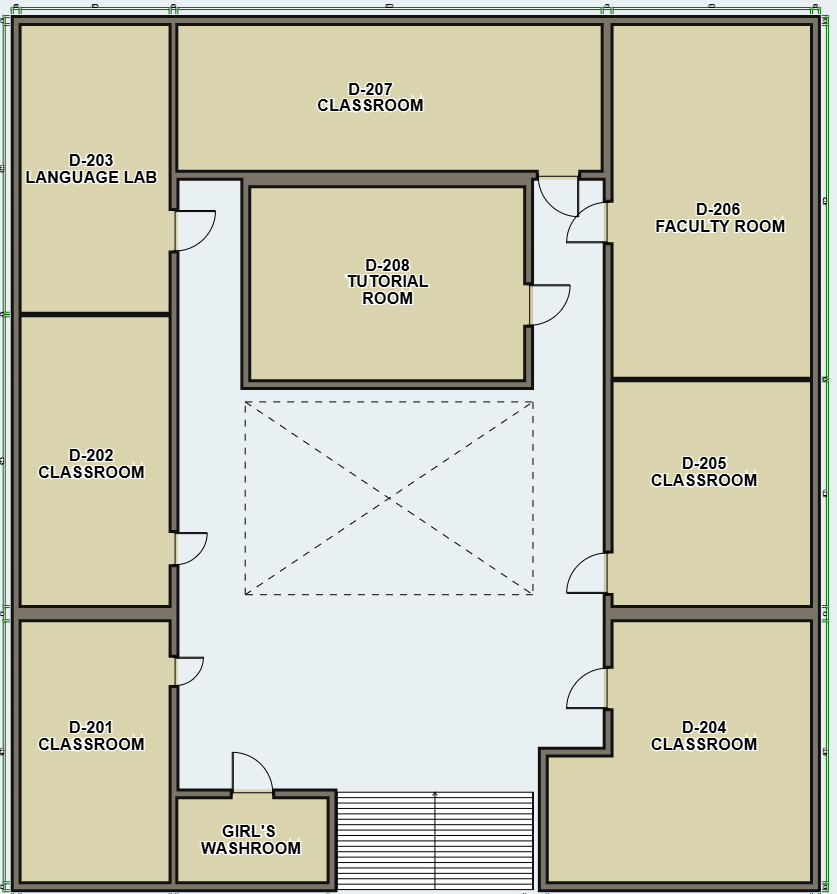 D-207
CLASSROOM
D-203
LANGUAGE LAB
D-206
FACULTY ROOM
D-208
TUTORIAL
ROOM
D-202
CLASSROOM
D-205
CLASSROOM
D-201
CLASSROOM
D-204
CLASSROOM
GIRL'S
WASHROOM